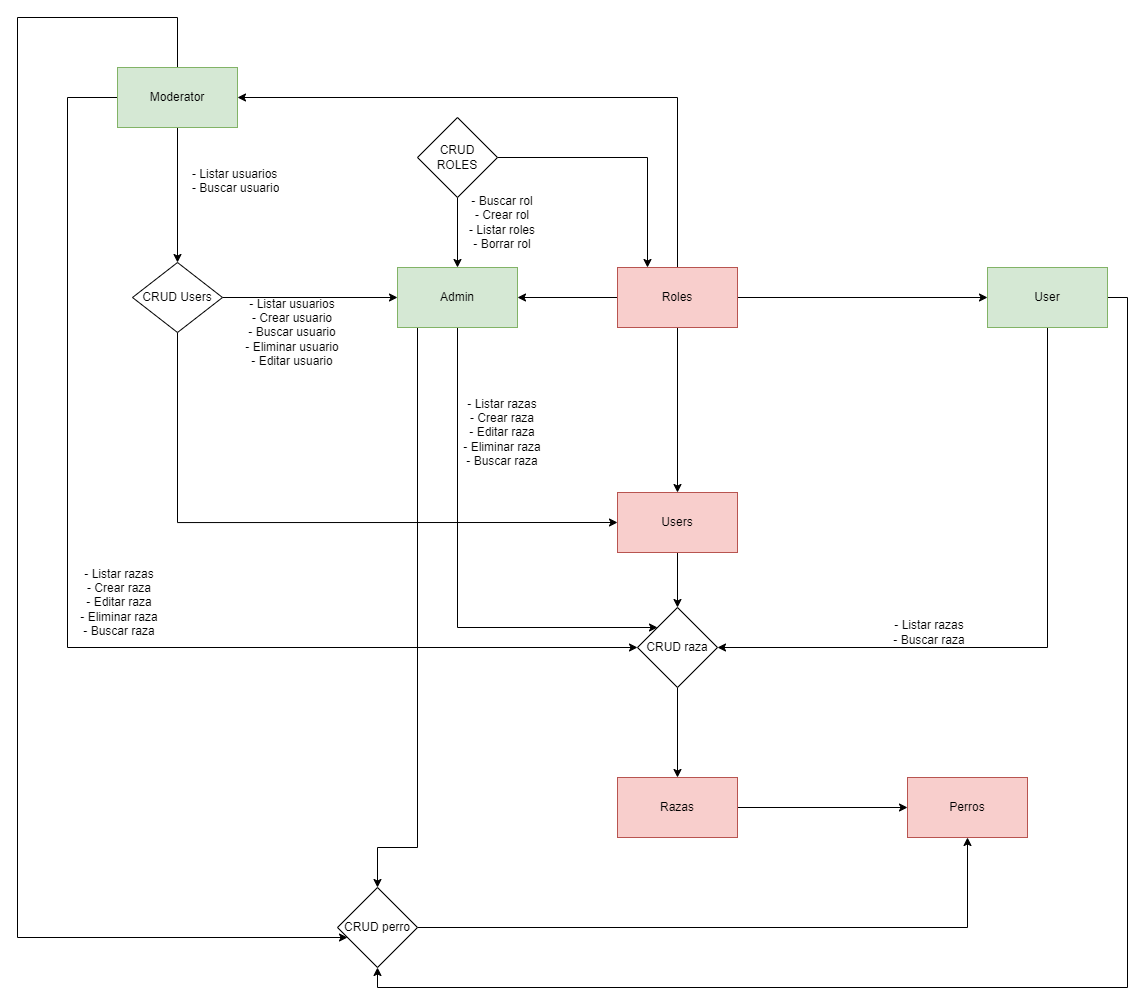 Moderator
CRUD
ROLES
- Listar usuarios
- Buscar usuario
- Buscar rol
- Crear rol
- Listar roles
- Borrar rol
CRUD Users
- Listar usuarios
- Crear usuario
- Buscar usuario
- Eliminar usuario
- Editar usuario
Admin
Roles
User
- Listar razas
- Crear raza
- Editar raza
- Eliminar raza
- Buscar raza
Users
- Listar razas
- Crear raza
- Editar raza
- Eliminar raza
- Buscar raza
CRUD raza
- Listar razas
- Buscar raza
Razas
Perros
CRUD perro